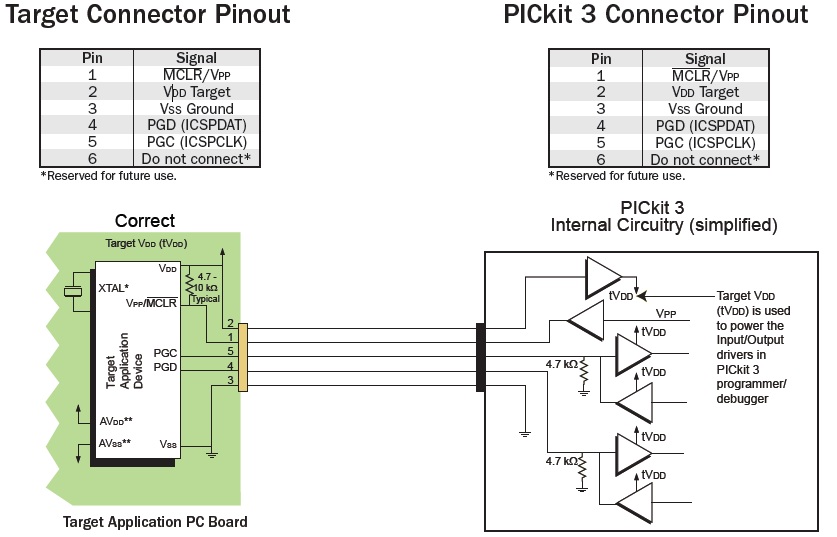 Target Connector Pinout
Pin Signal
1 MCLR/VPP
2 VDD Target
3 VSS Ground
4 PGD (ICSPDAT)
5 PGC (ICSPCLK)
6 Do not connect*
*Reserved for future use.
PICkit 3 Connector Pinout
Pin Signal
1 MCLR/VPP
2 VDD Target
3 VSS Ground
4 PGD (ICSPDAT)
5 PGC (ICSPCLK)
6 Do not connect*
*Reserved for future use.
Correct
Target VDD (tVDD)
VDD
XTAL*
4.7 -
10 kΩ
Typical
VPP/MCLR
PGC
PGD
Target
Application
Device
AVDD**
AVSS**
VSS
2
1
5
4
3
Target Application PC Board
PICkit 3
Internal Circuitry (simplified)
tVDD
Target VDD
(tVDD) is used
to power the
Input/Output
drivers in
PICkit 3
programmer/
debugger
VPP
tVDD
4.7 kΩ
tVDD
tVDD
4.7 kΩ
tVDD